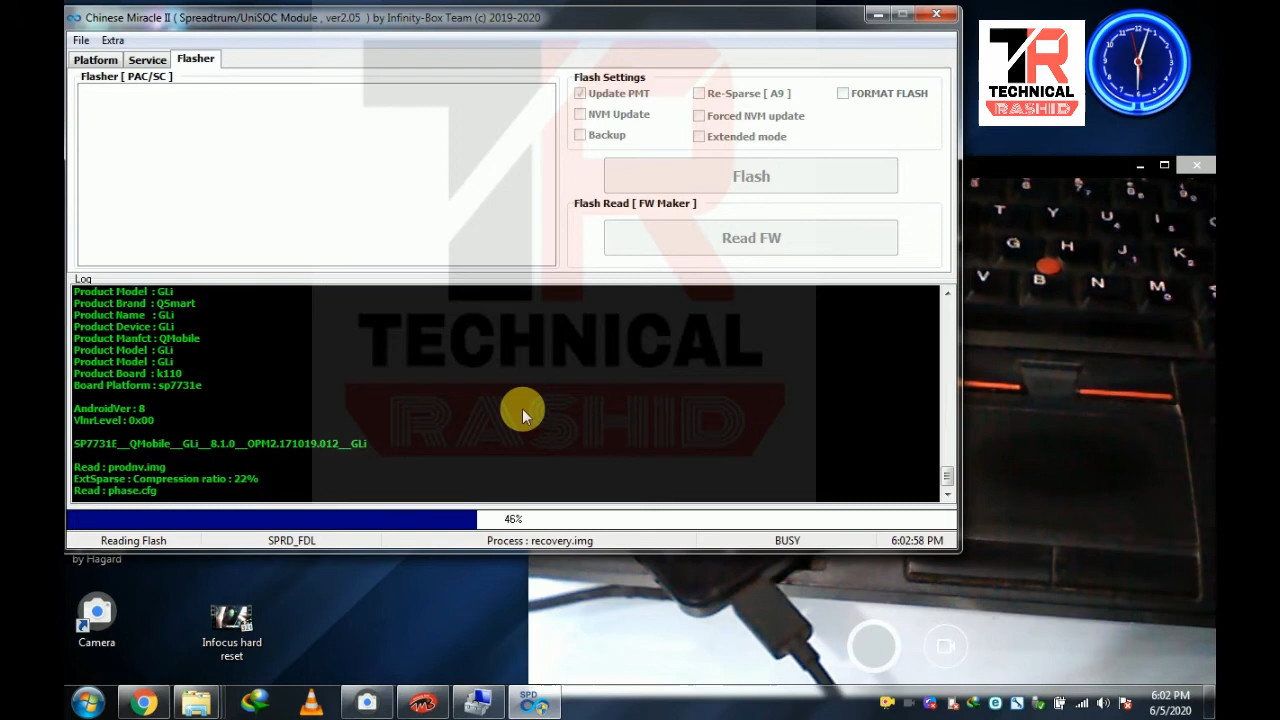 Chinese Miracle II ( Spreadtrum/UniSOC Module , ver2.05 ) by Infinity-Box Team (c) 2019-2020
File Extra
Platform Service Flasher
Flasher [ PAC/SC ]
Flash Settings
Update PMT Re-Sparse [ A9 ] FORMAT FLASH
NVM Update Forced NVM update
Backup Extended mode
Flash
Flash Read [ FW Maker ]
Read FW
Log
Product Model : GLi
Product Brand : QSmart
Product Name : GLi
Product Device : GLi
Product Manfct : QMobile
Product Model : GLi
Product Model : GLi
Product Board : k110
Board Platform : sp7731e
AndroidVer : 8
VlnrLevel : 0x00
SP7731E__QMobile__GLi__8.1.0__OPM2.171019.012__GLi
Read : prodnv.img
ExtSparse : Compression ratio : 22%
Read : phase.cfg
46%
Reading Flash SPRD_FDL Process : recovery.img BUSY 6:02:58 PM
TR
TECHNICAL
RASHID
TR
TECHNICAL
RASHID
T Y U I
G H J K
V B N M
by Hagard
Camera
Infocus hard
reset
SPD
6:02 PM
6/5/2020